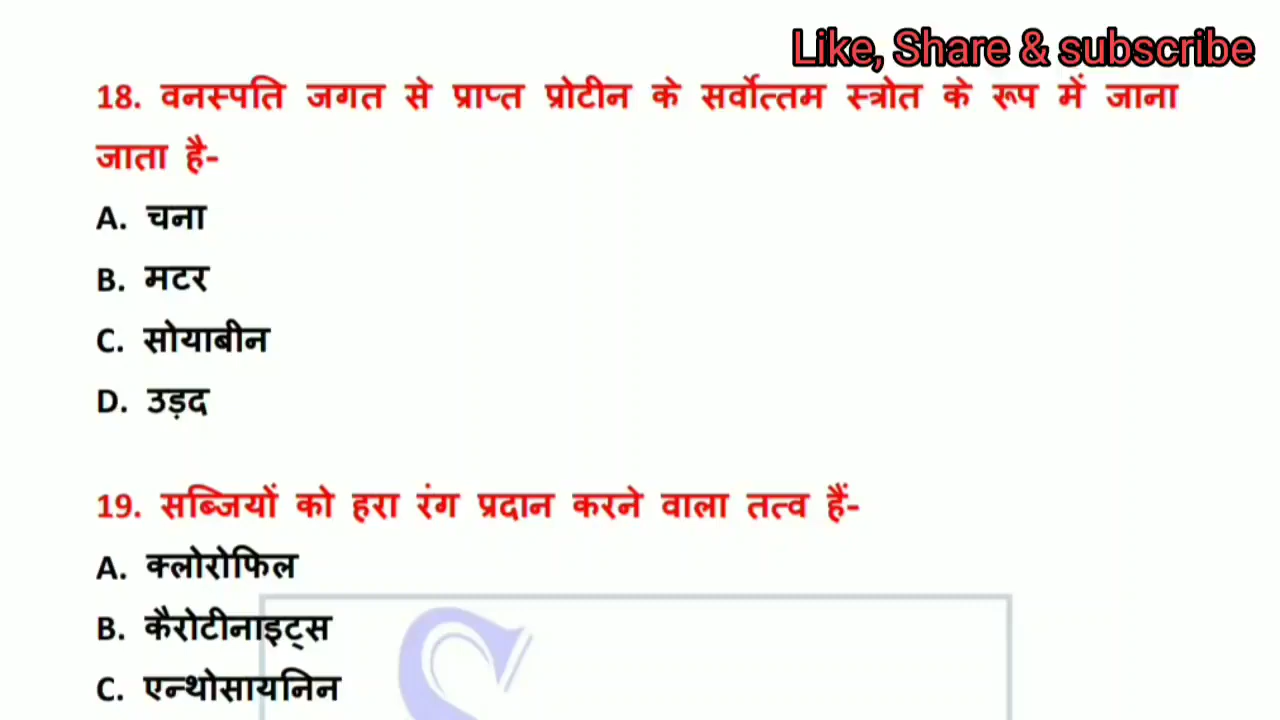 Like, Share & subscribe
18. वनस्पति जगत से प्राप्त प्रोटीन के सर्वोत्तम स्त्रोत के रूप में जाना
जाता है-
A. चना
B. मटर
C. सोयाबीन
D. उड़द
19. सब्जियों को हरा रंग प्रदान करने वाला तत्व हैं-
A. क्लोरोफिल
B. कैरोटीनाइट्स
C. एन्थोसायनिन